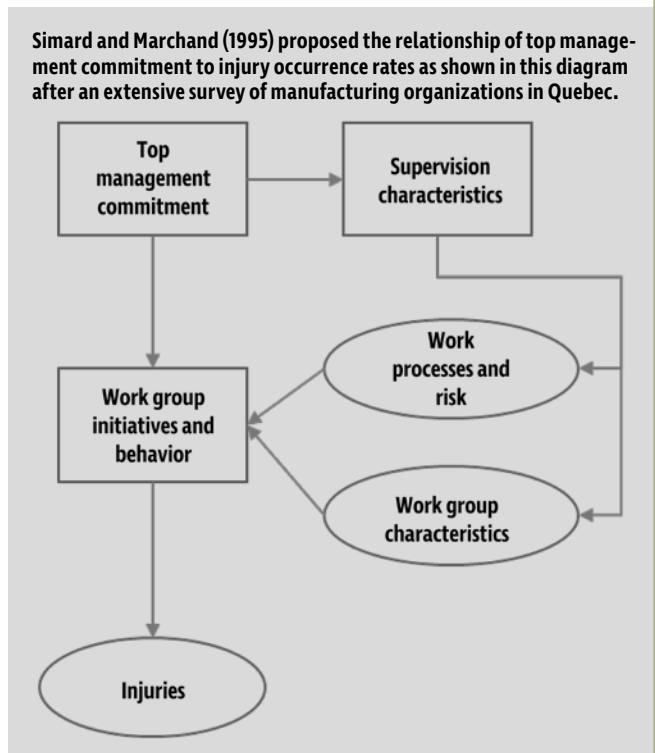 Simard and Marchand (1995) proposed the relationship of top manage-
ment commitment to injury occurrence rates as shown in this diagram
after an extensive survey of manufacturing organizations in Quebec.
Top
management
commitment
Supervision
characteristics
Work
processes and
risk
Work group
initiatives and
behavior
Work group
characteristics
Injuries